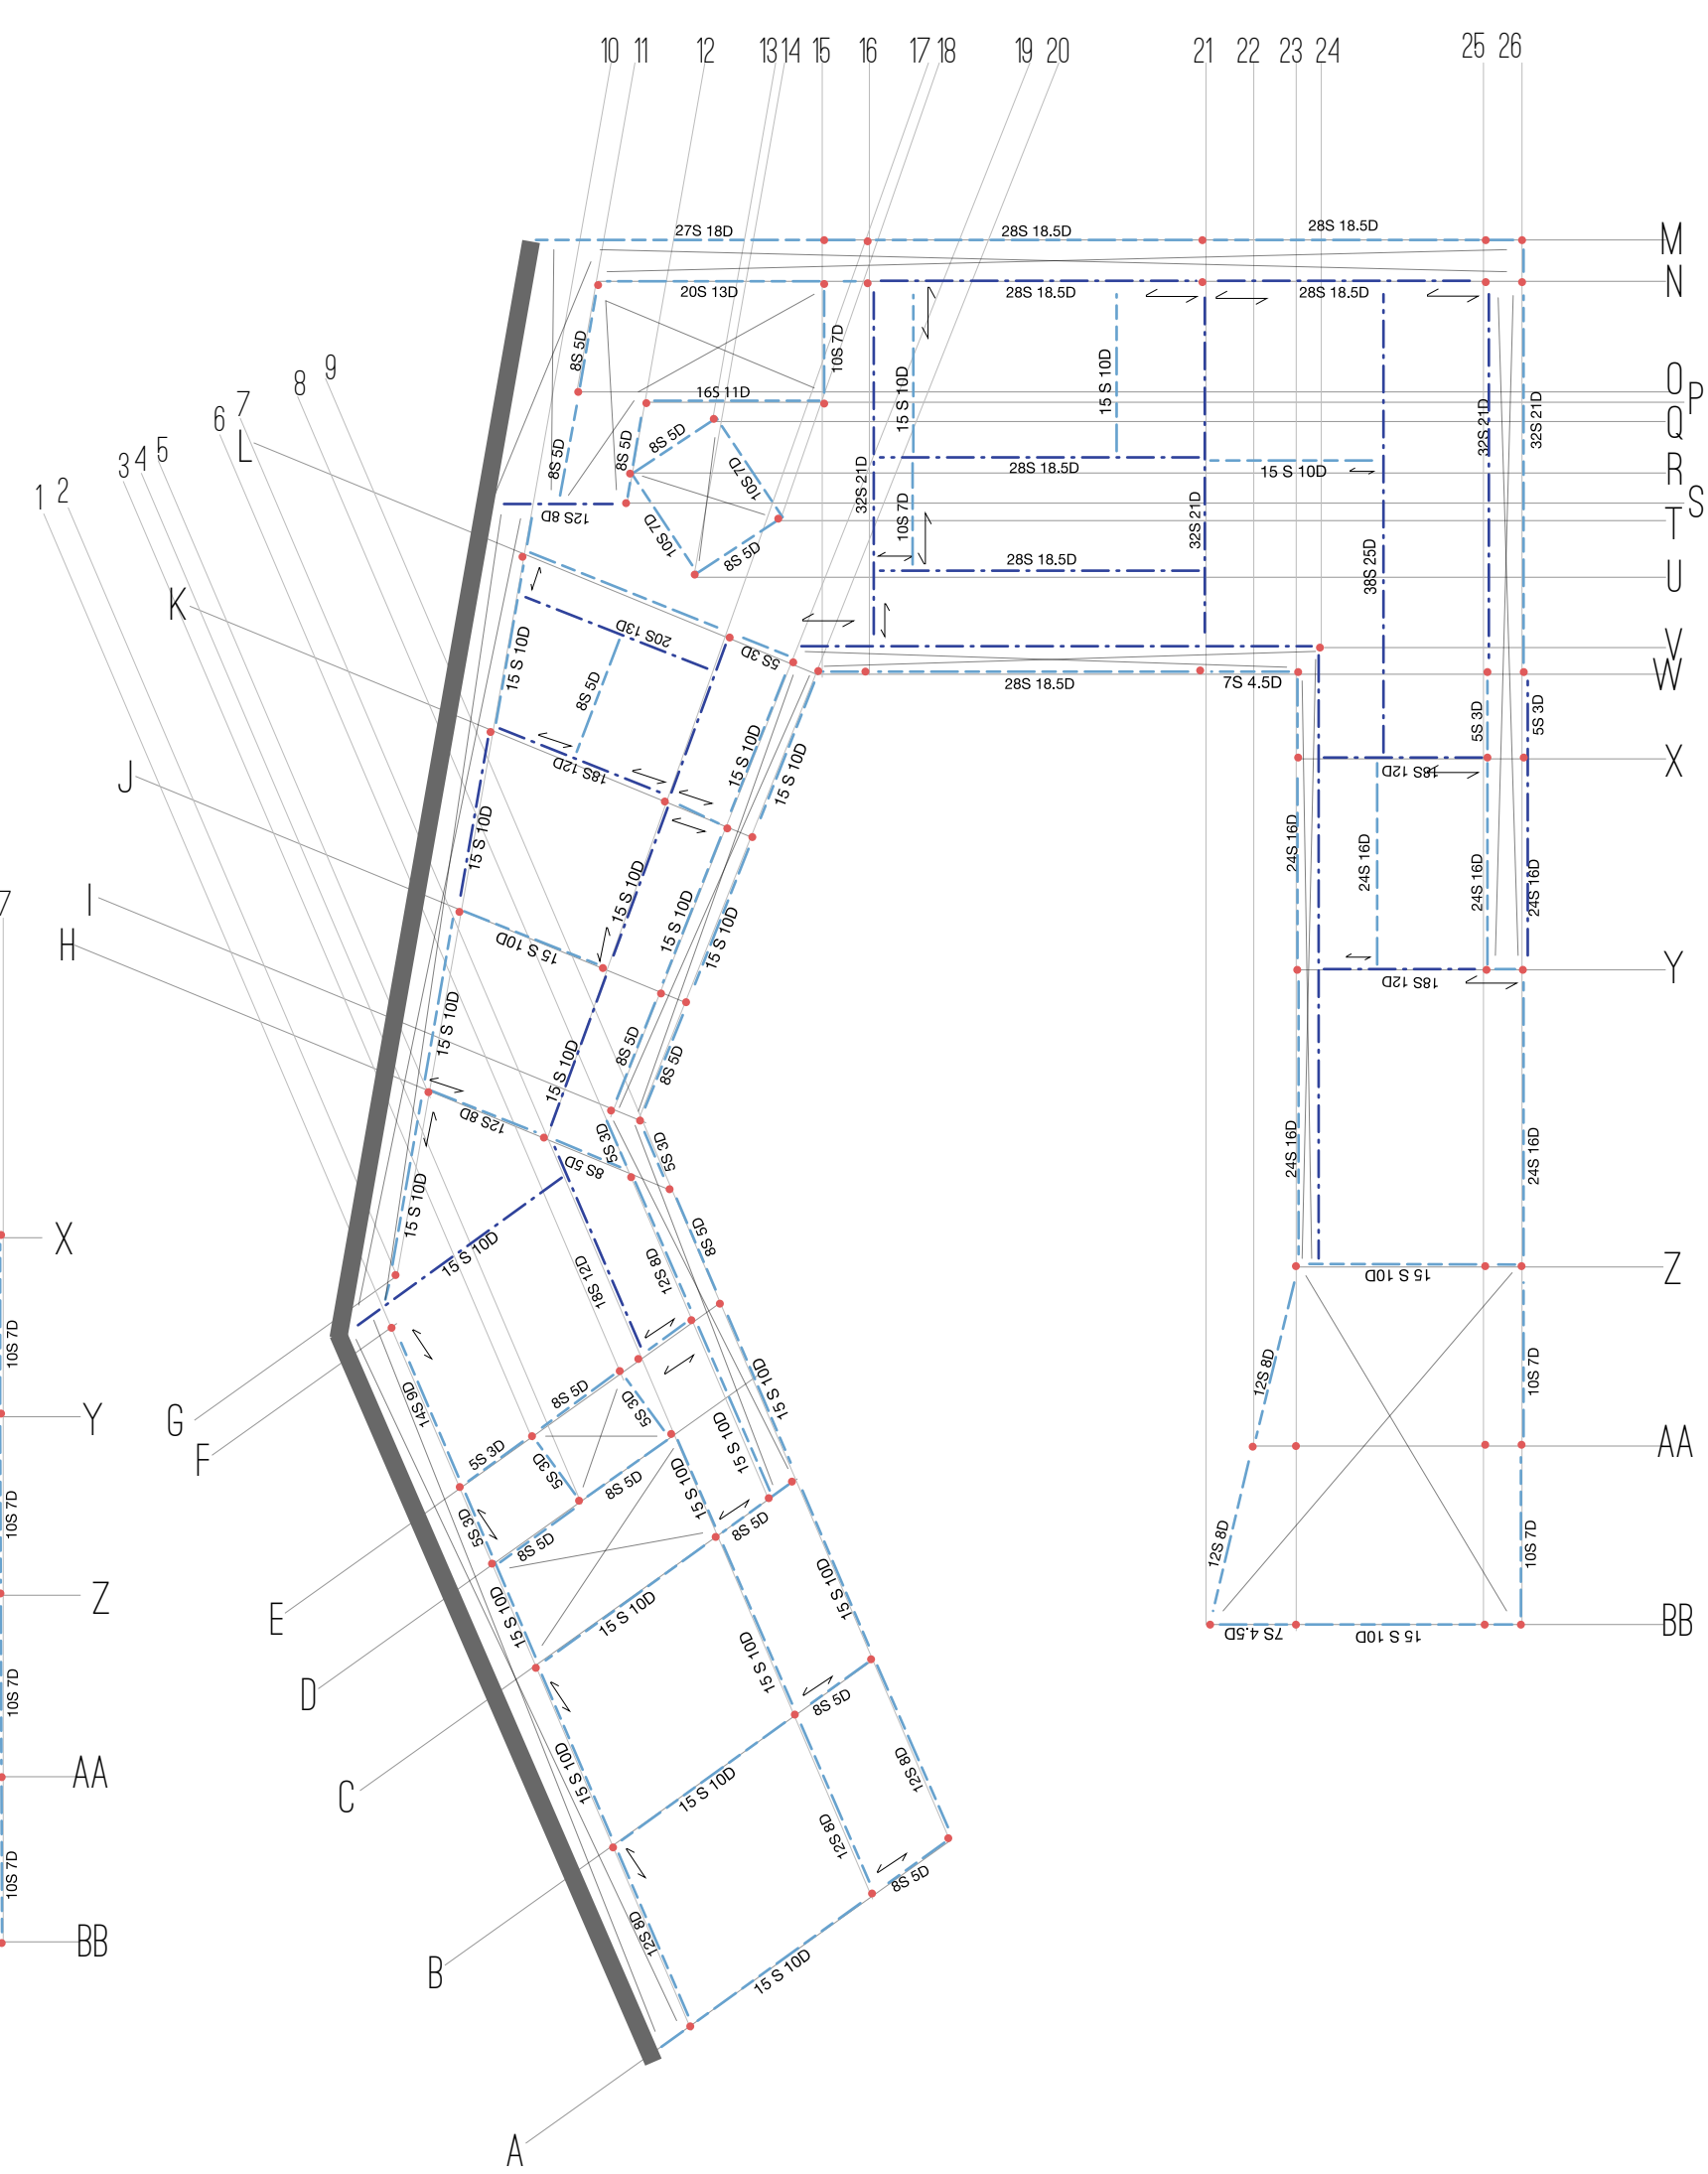 10 11 12 13 14 15 16 17 18 19 20 21 22 23 24 25 26
27S 18D
28S 18.5D
28S 18.5D
M
20S 13D
28S 18.5D
28S 18.5D
N
8S 5D
10S 7D
15 S 10D
15 S 10D
16S 11D
O
P
Q
32S 21D
32S 21D
8S 5D
8S 5D
8S 5D
10S 7D
28S 18.5D
15 S 10D
R
32S 21D
12S 8D
10S 7D
10S 7D
32S 21D
S
T
8S 5D
28S 18.5D
38S 25D
U
9
8
7
6
L
5
4
3
2
1
K
15 S 10D
20S 13D
5S 3D
V
8S 5D
28S 18.5D
7S 4.5D
W
5S 3D
5S 3D
J
18S 12D
15 S 10D
15 S 10D
18S 12D
X
15 S 10D
24S 16D
24S 16D
24S 16D
24S 16D
7
I
H
15 S 10D
15 S 10D
15 S 10D
15 S 10D
18S 12D
Y
15 S 10D
8S 5D
8S 5D
15 S 10D
12S 8D
5S 3D
5S 3D
8S 5D
24S 16D
24S 16D
15 S 10D
8S 5D
X
15 S 10D
12S 8D
18S 12D
15 S 10D
Z
10S 7D
12S 8D
10S 7D
G
F
14S 9D
8S 5D
5S 3D
15 S 10D
Y
5S 3D
5S 3D
8S 5D
15 S 10D
15 S 10D
AA
10S 7D
5S 3D
8S 5D
8S 5D
12S 8D
10S 7D
Z
E
15 S 10D
15 S 10D
15 S 10D
7S 4.5D
15 S 10D
BB
10S 7D
D
15 S 10D
8S 5D
AA
C
15 S 10D
15 S 10D
12S 8D
10S 7D
12S 8D
8S 5D
BB
B
12S 8D
15 S 10D
A